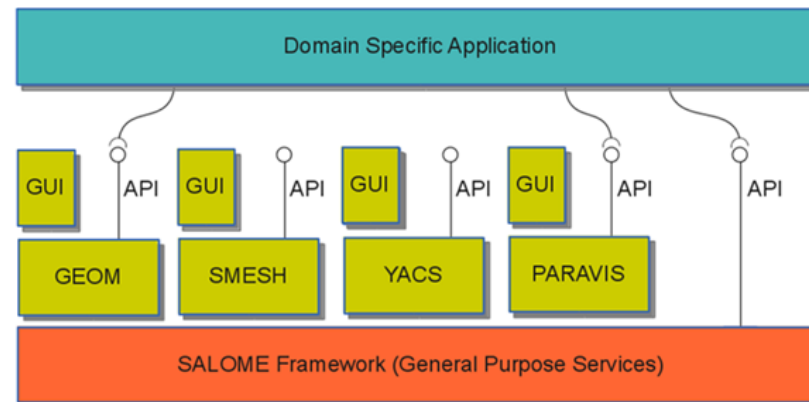 Domain Specific Application
GUI
API
GUI
API
GUI
API
GUI
API
API
GEOM
SMESH
YACS
PARAVIS
SALOME Framework (General Purpose Services)